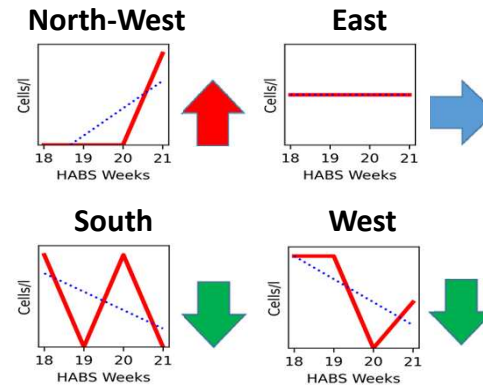 North-West
Cells/l
18 19 20 21
HABS Weeks
East
Cells/l
18 19 20 21
HABS Weeks
South
Cells/l
18 19 20 21
HABS Weeks
West
Cells/l
18 19 20 21
HABS Weeks